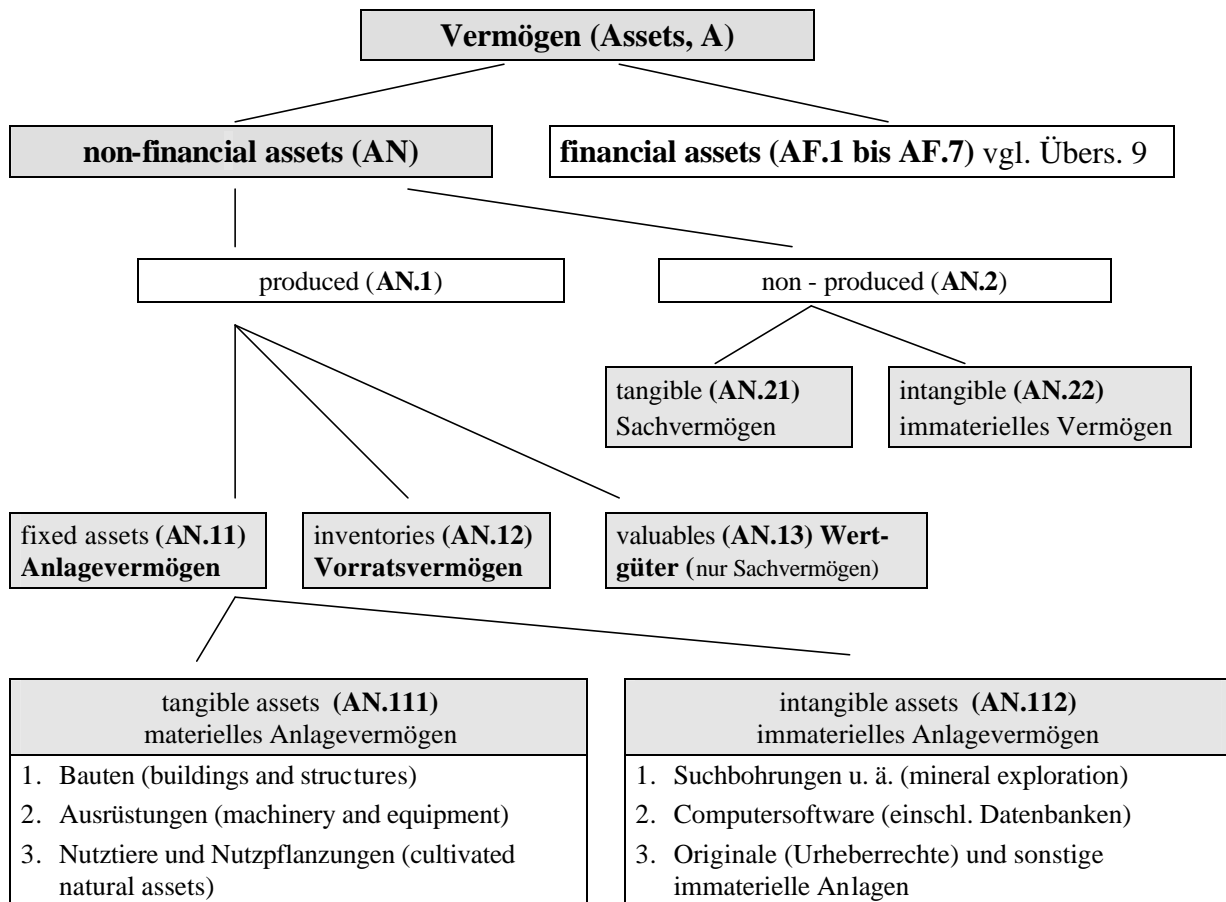 Vermögen (Assets, A)
non-financial assets (AN)
financial assets (AF.1 bis AF.7) vgl. Übers. 9
produced (AN.1)
non - produced (AN.2)
tangible (AN.21)
Sachvermögen
intangible (AN.22)
immaterielles Vermögen
fixed assets (AN.11)
Anlagevermögen
inventories (AN.12)
Vorratsvermögen
valuables (AN.13) Wert-
güter (nur Sachvermögen)
tangible assets (AN.111)
materielles Anlagevermögen
1. Bauten (buildings and structures)
2. Ausrüstungen (machinery and equipment)
3. Nutztiere und Nutzpflanzungen (cultivated
natural assets)
intangible assets (AN.112)
immaterielles Anlagevermögen
1. Suchbohrungen u. ä. (mineral exploration)
2. Computersoftware (einschl. Datenbanken)
3. Originale (Urheberrechte) und sonstige
immaterielle Anlagen